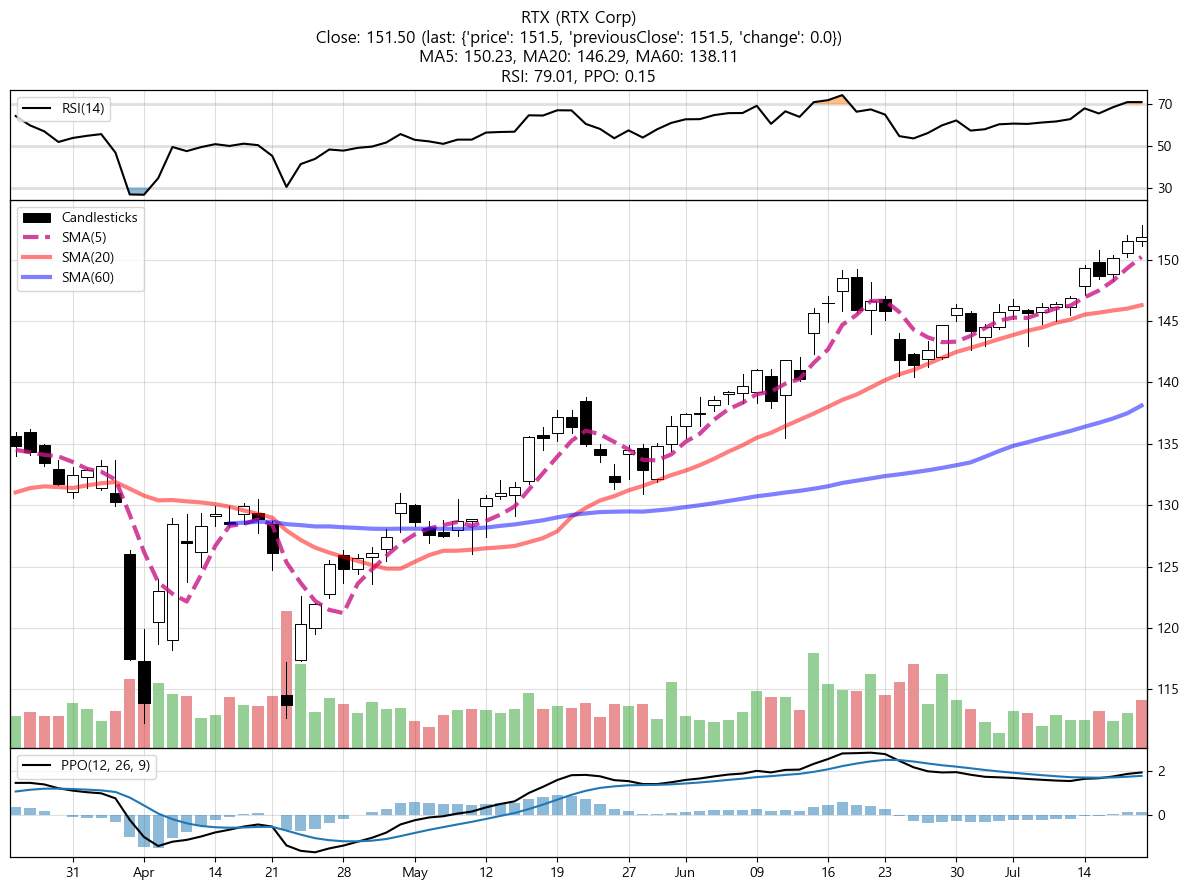 RTX (RTX Corp)
Close: 151.50 (last: {'price': 151.5, 'previousClose': 151.5, 'change': 0.0})
MA5: 150.23, MA20: 146.29, MA60: 138.11
RSI: 79.01, PPO: 0.15
RSI(14)
70
50
30
Candlesticks
SMA(5)
SMA(20)
SMA(60)
150
145
140
135
130
125
120
115
PPO(12, 26, 9)
2
0
31 Apr 14 21 28 May 12 19 27 Jun 09 16 23 30 Jul 14